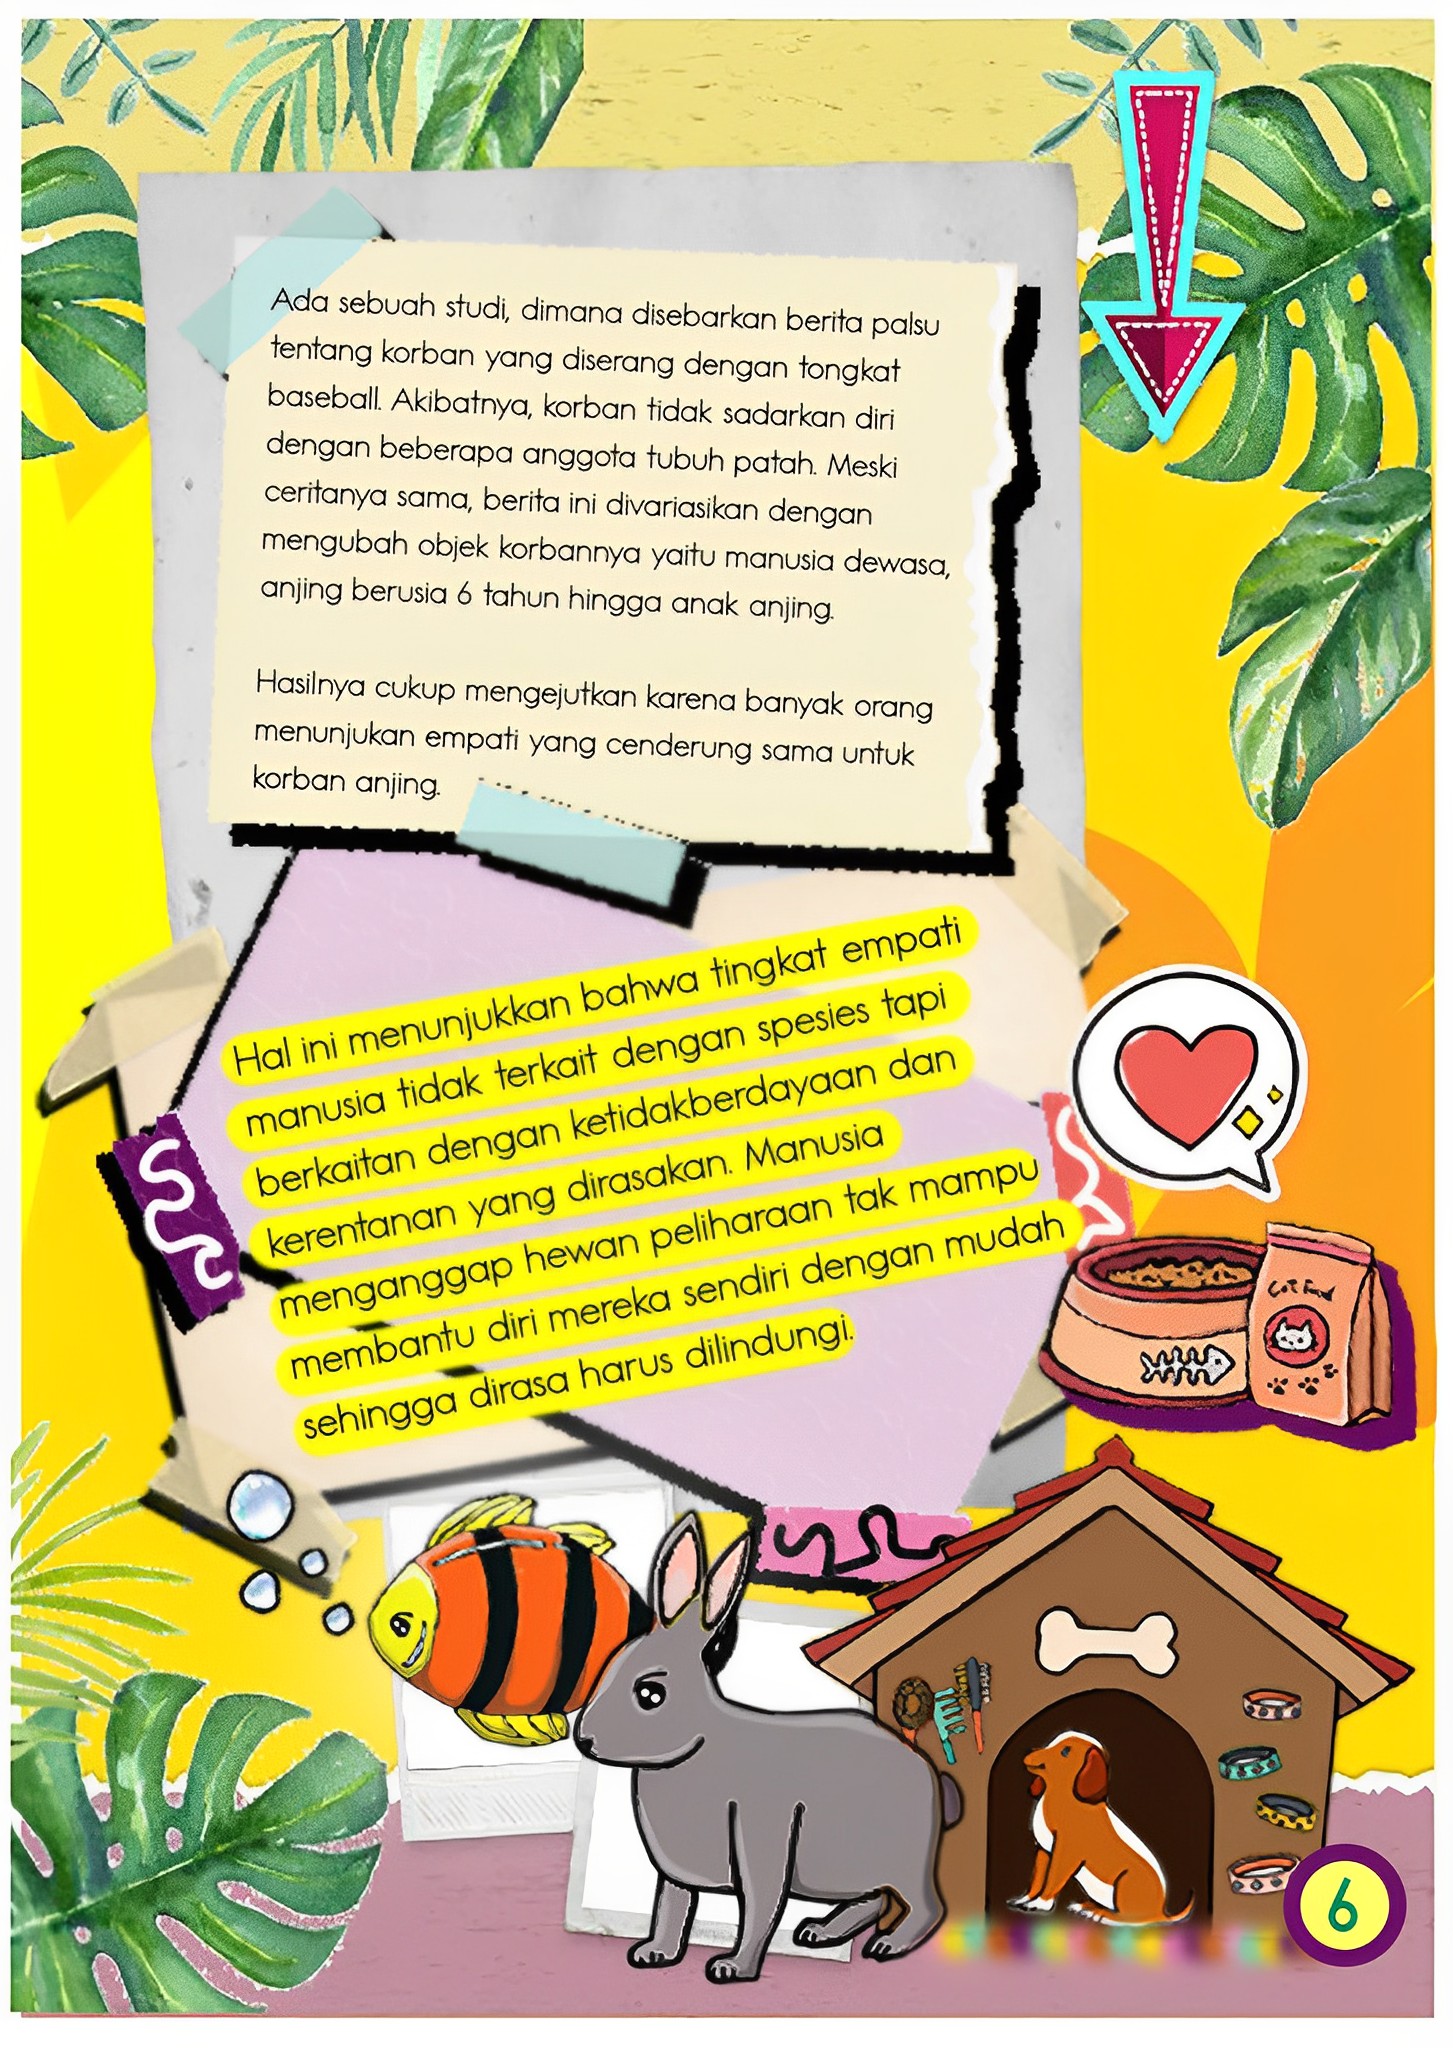 Ada sebuah studi, dimana disebarkan berita palsu
tentang korban yang diserang dengan tongkat
baseball. Akibatnya, korban tidak sadarkan diri
dengan beberapa anggota tubuh patah. Meski
ceritanya sama, berita ini divariasikan dengan
mengubah objek korbannya yaitu manusia dewasa,
anjing berusia 6 tahun hingga anak anjing.
Hasilnya cukup mengejutkan karena banyak orang
menunjukan empati yang cenderung sama untuk
korban anjing.
Hal ini menunjukkan bahwa tingkat empati
manusia tidak terkait dengan spesies tapi
berkaitan dengan ketidakberdayaan dan
kerentanan yang dirasakan. Manusia
menganggap hewan peliharaan tak mampu
membantu diri mereka sendiri dengan mudah
sehingga dirasa harus dilindungi.
Cat food
6